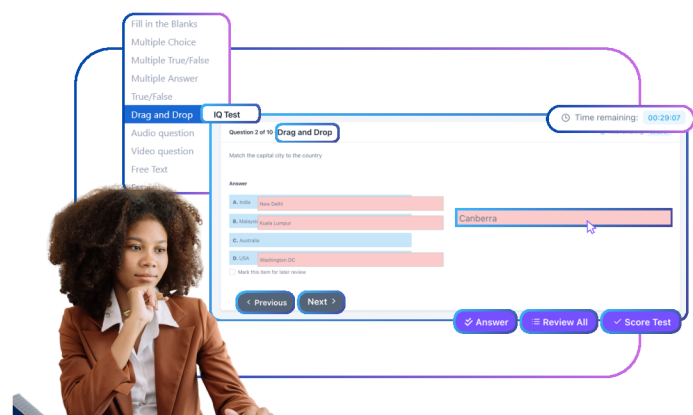 Fill in the Blanks
Multiple Choice
Multiple True/False
Multiple Answer
True/False
Drag and Drop
Audio question
Video question
Free Text
IQ Test
Time remaining: 00:29:07
Question 2 of 10 Drag and Drop
Match the capital city to the country
Answer
A. India New Delhi
B. Malaysia Kuala Lumpur
C. Australia
D. USA Washington DC
Canberra
Mark this item for later review
Previous
Next
Answer
Review All
Score Test